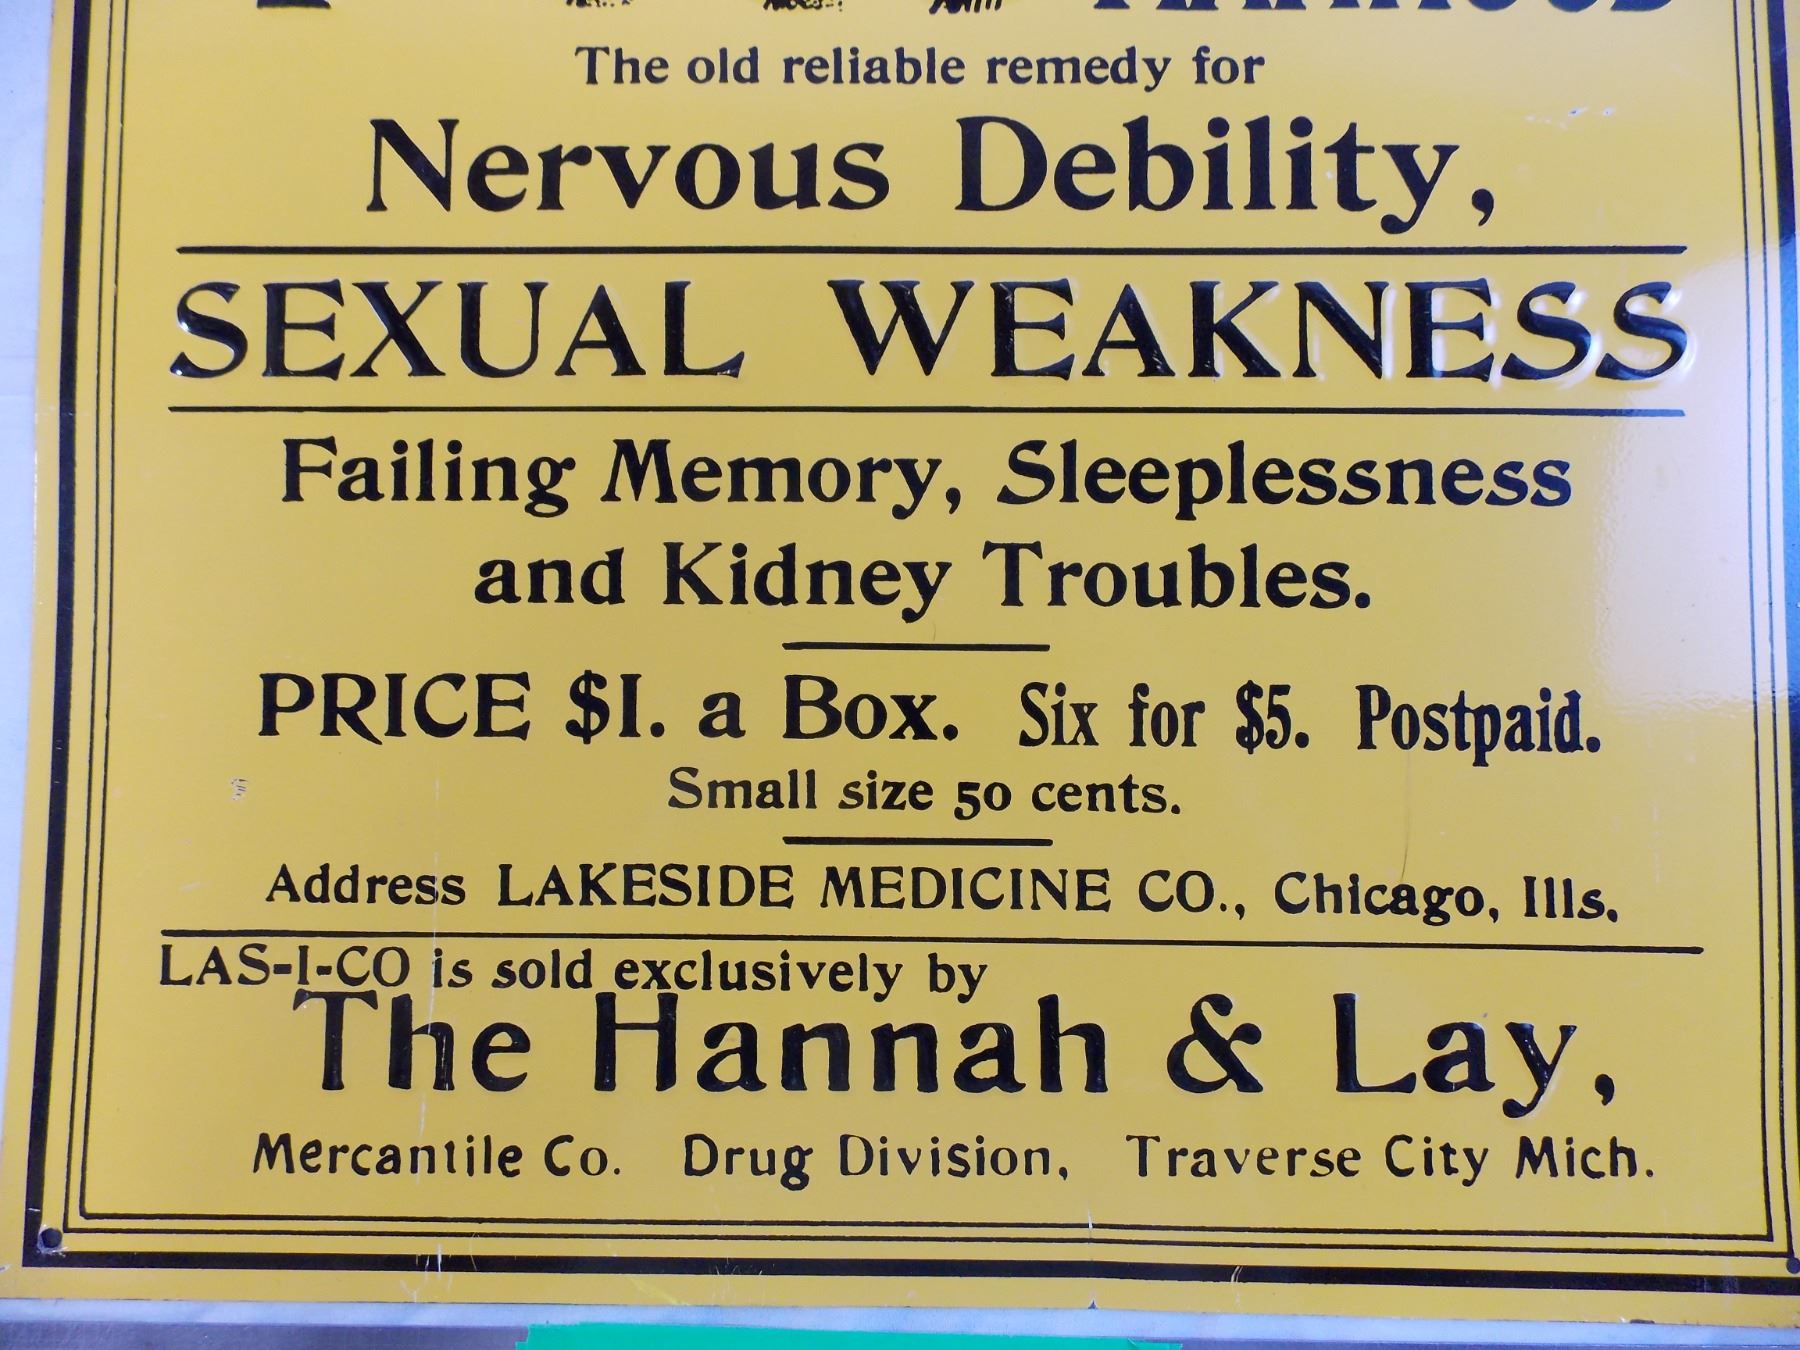 The old reliable remedy for
Nervous Debility,
SEXUAL WEAKNESS
Failing Memory, Sleeplessness
and Kidney Troubles.
PRICE $1. a Box. Six for $5. Postpaid.
Small size 50 cents.
Address LAKESIDE MEDICINE CO., Chicago, Ills.
LAS-I-CO is sold exclusively by
The Hannah & Lay,
Mercantile Co. Drug Division, Traverse City Mich.